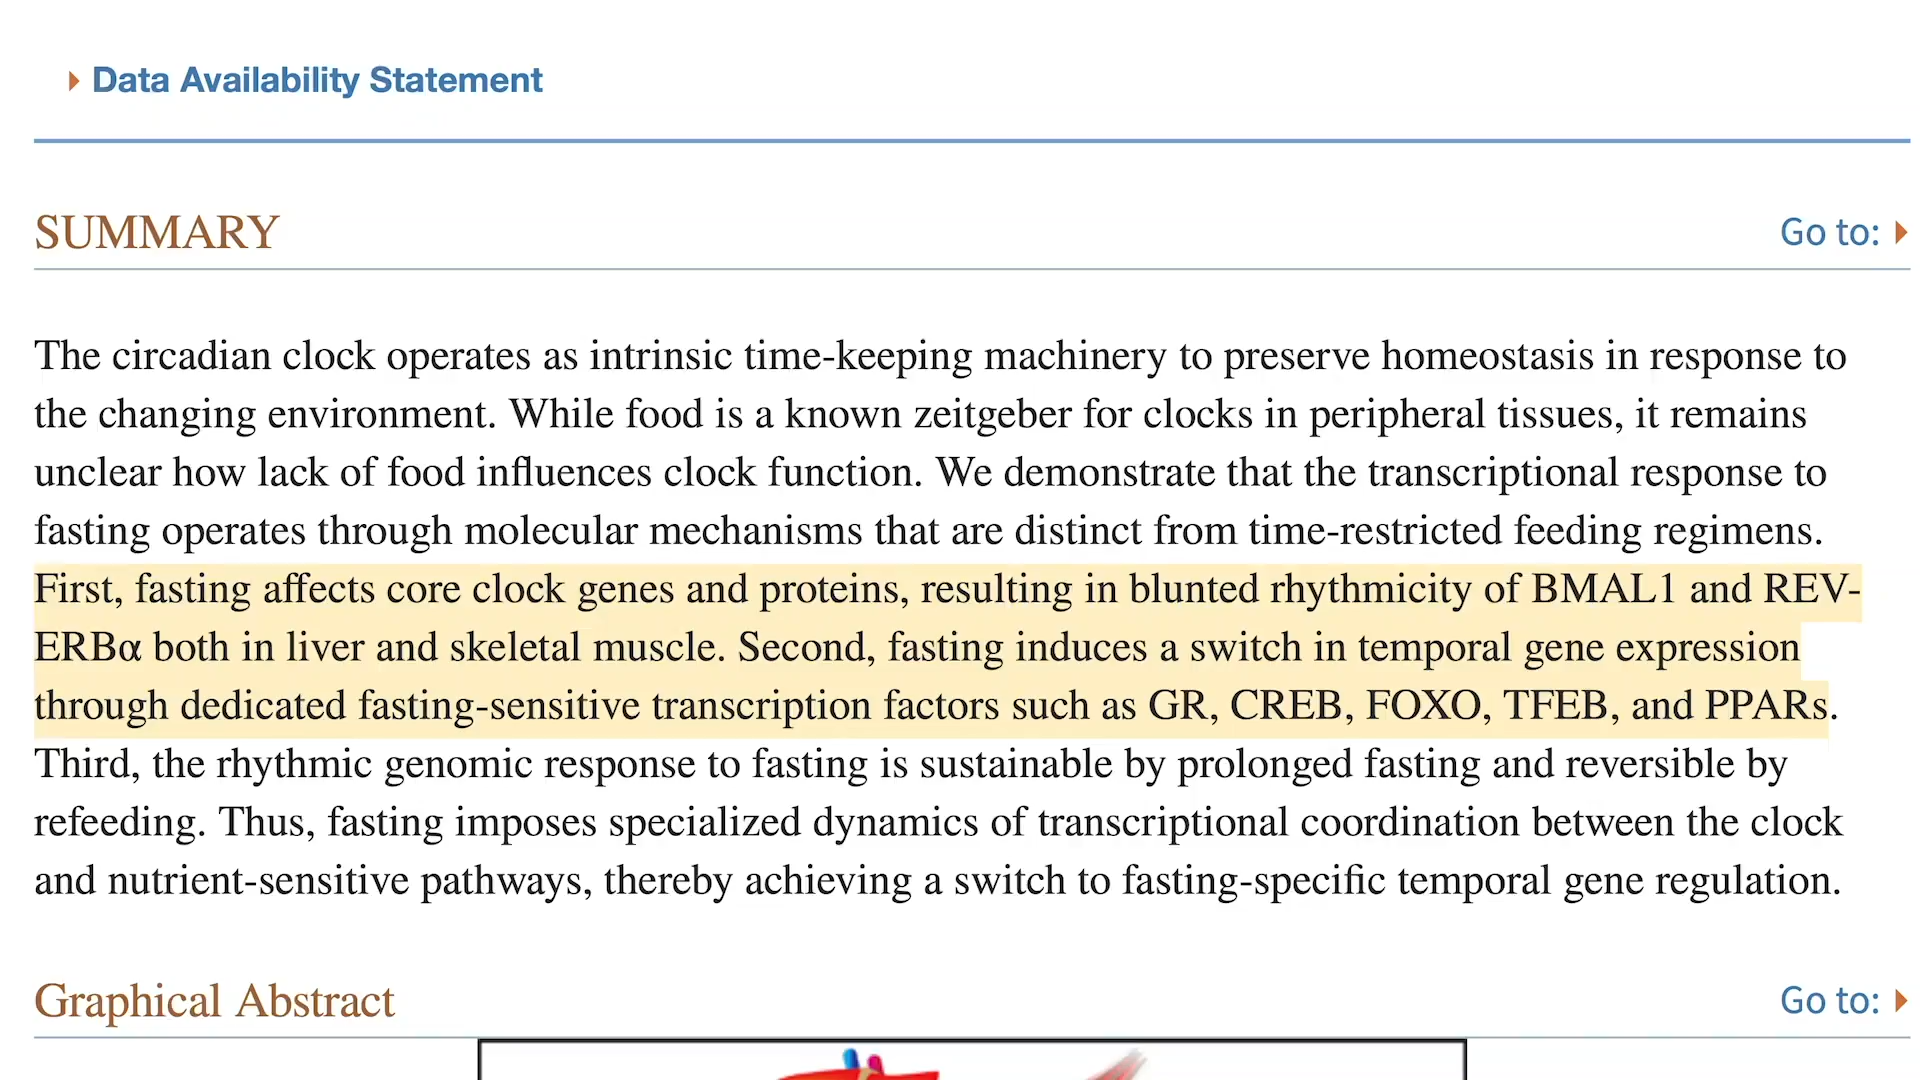 Data Availability Statement
SUMMARY
Go to:
The circadian clock operates as intrinsic time-keeping machinery to preserve homeostasis in response to
the changing environment. While food is a known zeitgeber for clocks in peripheral tissues, it remains
unclear how lack of food influences clock function. We demonstrate that the transcriptional response to
fasting operates through molecular mechanisms that are distinct from time-restricted feeding regimens.
First, fasting affects core clock genes and proteins, resulting in blunted rhythmicity of BMAL1 and REV-
ERBα both in liver and skeletal muscle. Second, fasting induces a switch in temporal gene expression
through dedicated fasting-sensitive transcription factors such as GR, CREB, FOXO, TFEB, and PPARs.
Third, the rhythmic genomic response to fasting is sustainable by prolonged fasting and reversible by
refeeding. Thus, fasting imposes specialized dynamics of transcriptional coordination between the clock
and nutrient-sensitive pathways, thereby achieving a switch to fasting-specific temporal gene regulation.
Graphical Abstract
Go to: